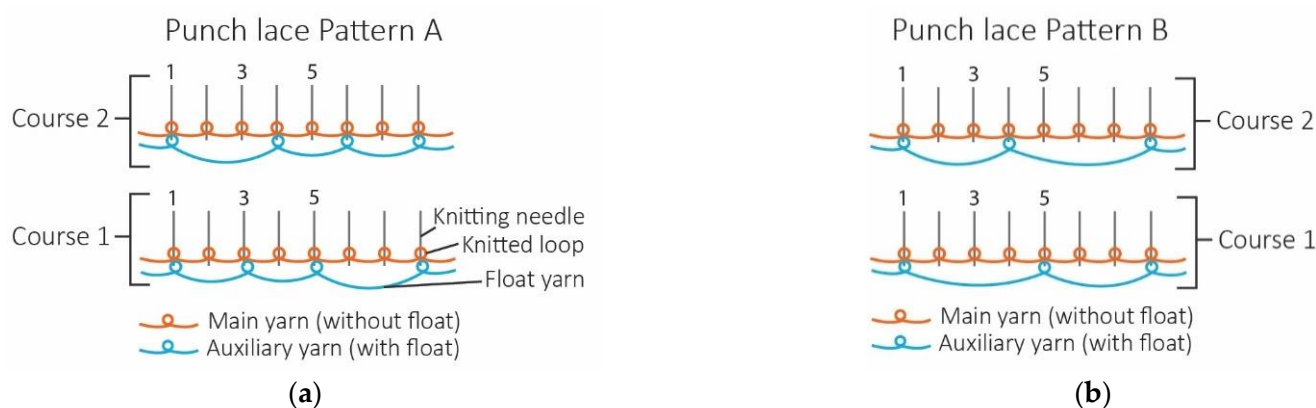 Punch lace Pattern A
1 3 5
Course 2
1 3 5
Course 1
Knitting needle
Knitted loop
Float yarn
Main yarn (without float)
Auxiliary yarn (with float)
(a)
Punch lace Pattern B
1 3 5
Course 2
1 3 5
Course 1
Main yarn (without float)
Auxiliary yarn (with float)
(b)